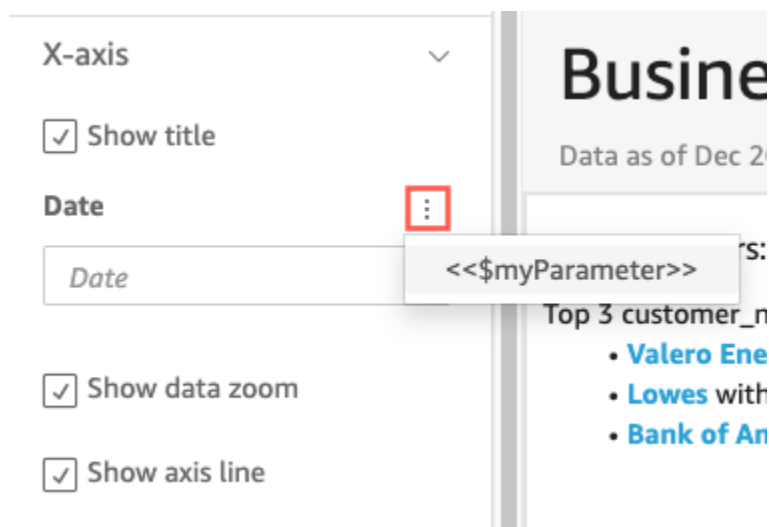 X-axis
Show title
Date
Date
Show data zoom
Show axis line
<<$myParameter>>
Busine
Data as of Dec 2
rs:
Top 3 customer_n
• Valero Ene
• Lowes with
• Bank of Am